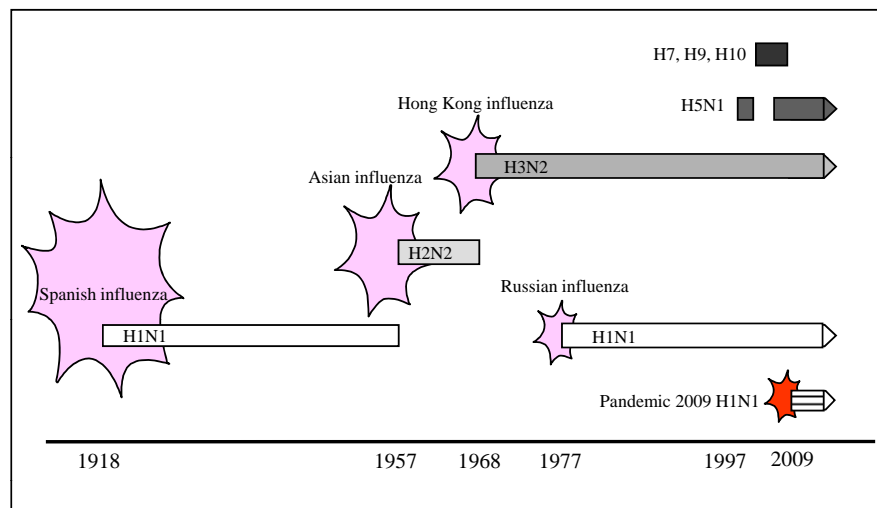 H7, H9, H10
Hong Kong influenza
H5N1
Asian influenza
H3N2
H2N2
Spanish influenza
Russian influenza
H1N1
H1N1
Pandemic 2009 H1N1
1918 1957 1968 1977 1997 2009